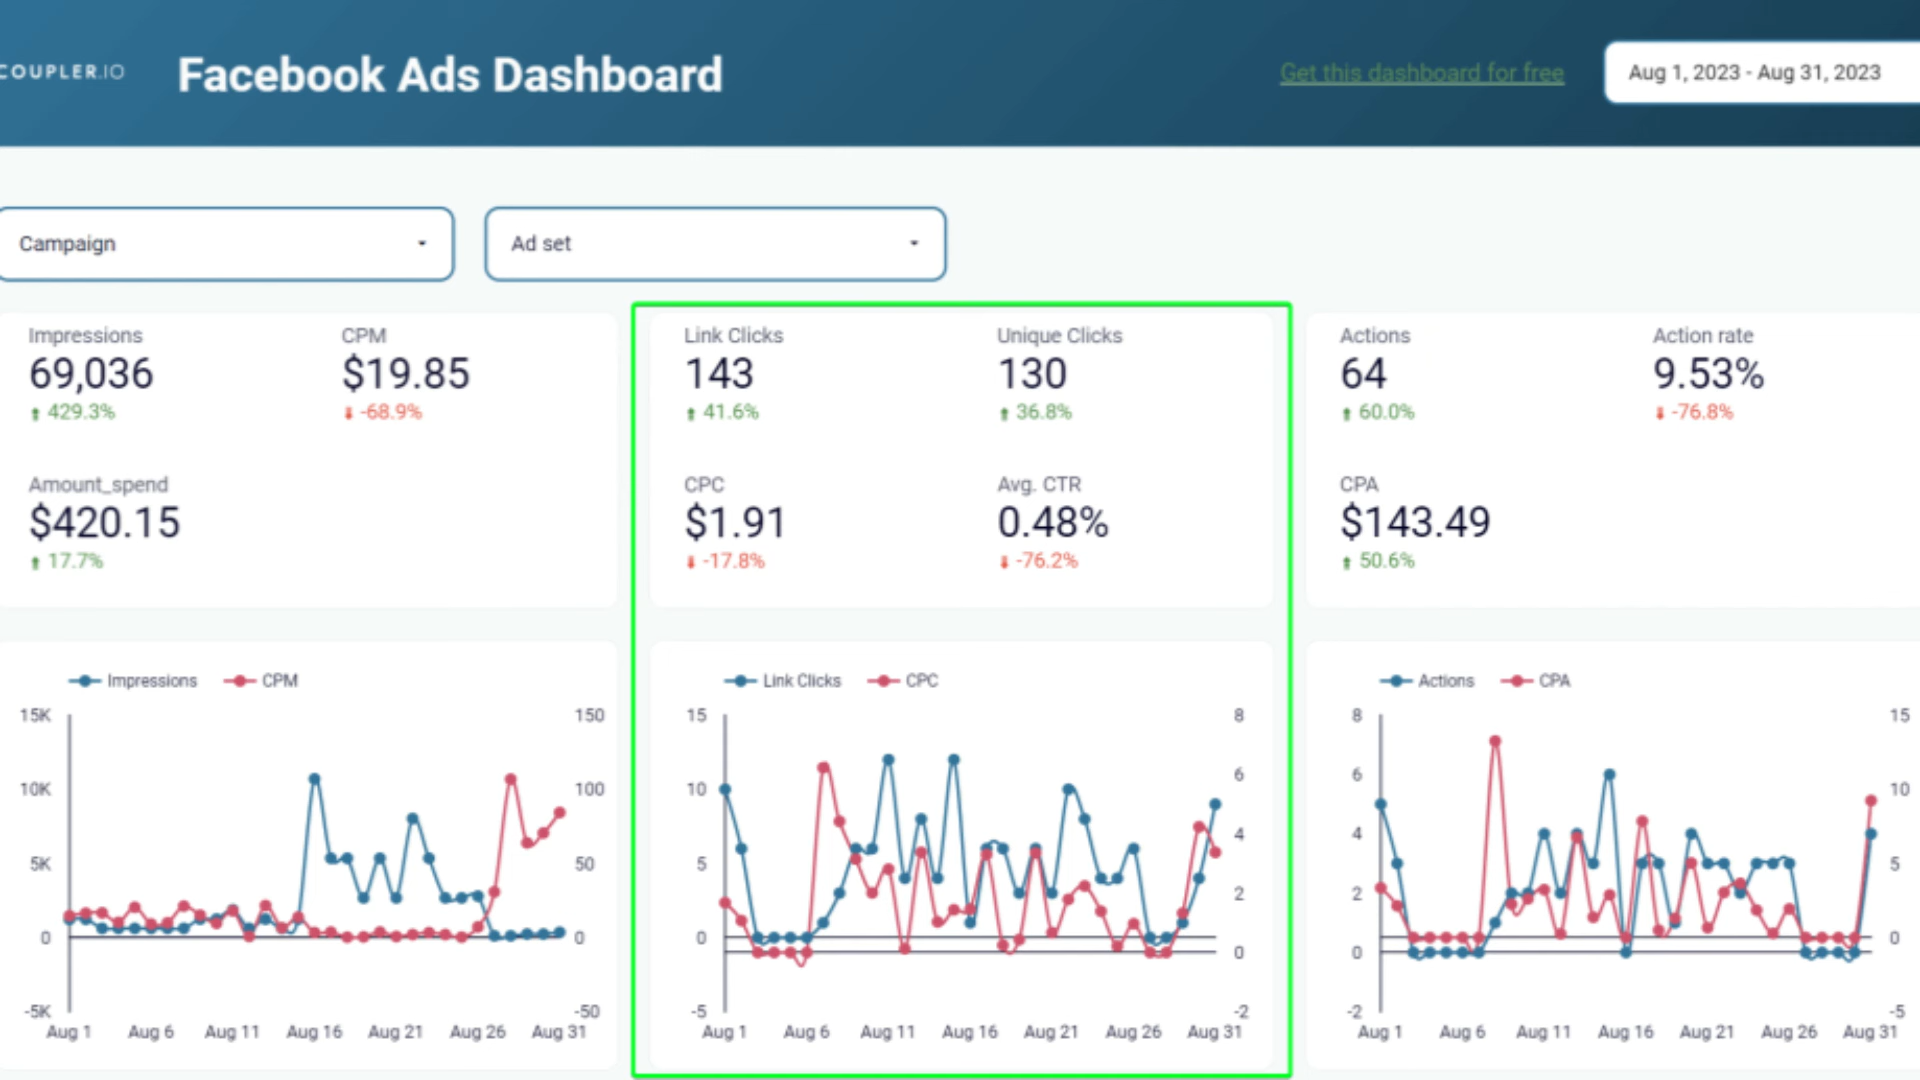 COUPLER.IO
Facebook Ads Dashboard
Get this dashboard for free
Aug 1, 2023 - Aug 31, 2023
Campaign
Ad set
Impressions
69,036
429.3%
CPM
$19.85
-68.9%
Amount_spend
$420.15
17.7%
Link Clicks
143
41.6%
Unique Clicks
130
36.8%
CPC
$1.91
-17.8%
Avg. CTR
0.48%
-76.2%
Actions
64
60.0%
Action rate
9.53%
-76.8%
CPA
$143.49
50.6%
Impressions CPM
15K 150
10K 100
5K 50
0 0
-5K -50
Aug 1 Aug 6 Aug 11 Aug 16 Aug 21 Aug 26 Aug 31
Link Clicks CPC
15 8
10 6
5 4
2
0 0
-5 -2
Aug 1 Aug 6 Aug 11 Aug 16 Aug 21 Aug 26 Aug 31
Actions CPA
8 15
6 10
4 5
2 0
0
-2 -5
Aug 1 Aug 6 Aug 11 Aug 16 Aug 21 Aug 26 Aug 31